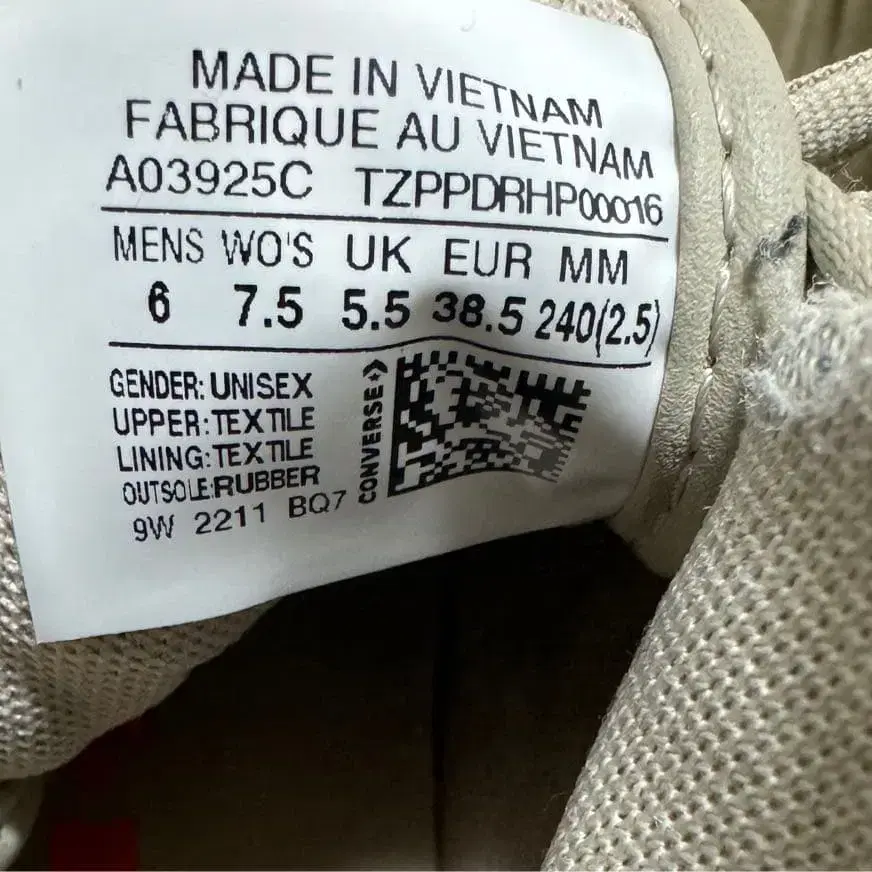 MADE IN VIETNAM
FABRIQUE AU VIETNAM
A03925C TZPPDRHP00016
MENS WO'S UK EUR MM
6 7.5 5.5 38.5 240(2.5)
GENDER: UNISEX
UPPER: TEXTILE
LINING: TEXTILE
OUTSOLE: RUBBER
9W 2211 BQ7
CONVERSE